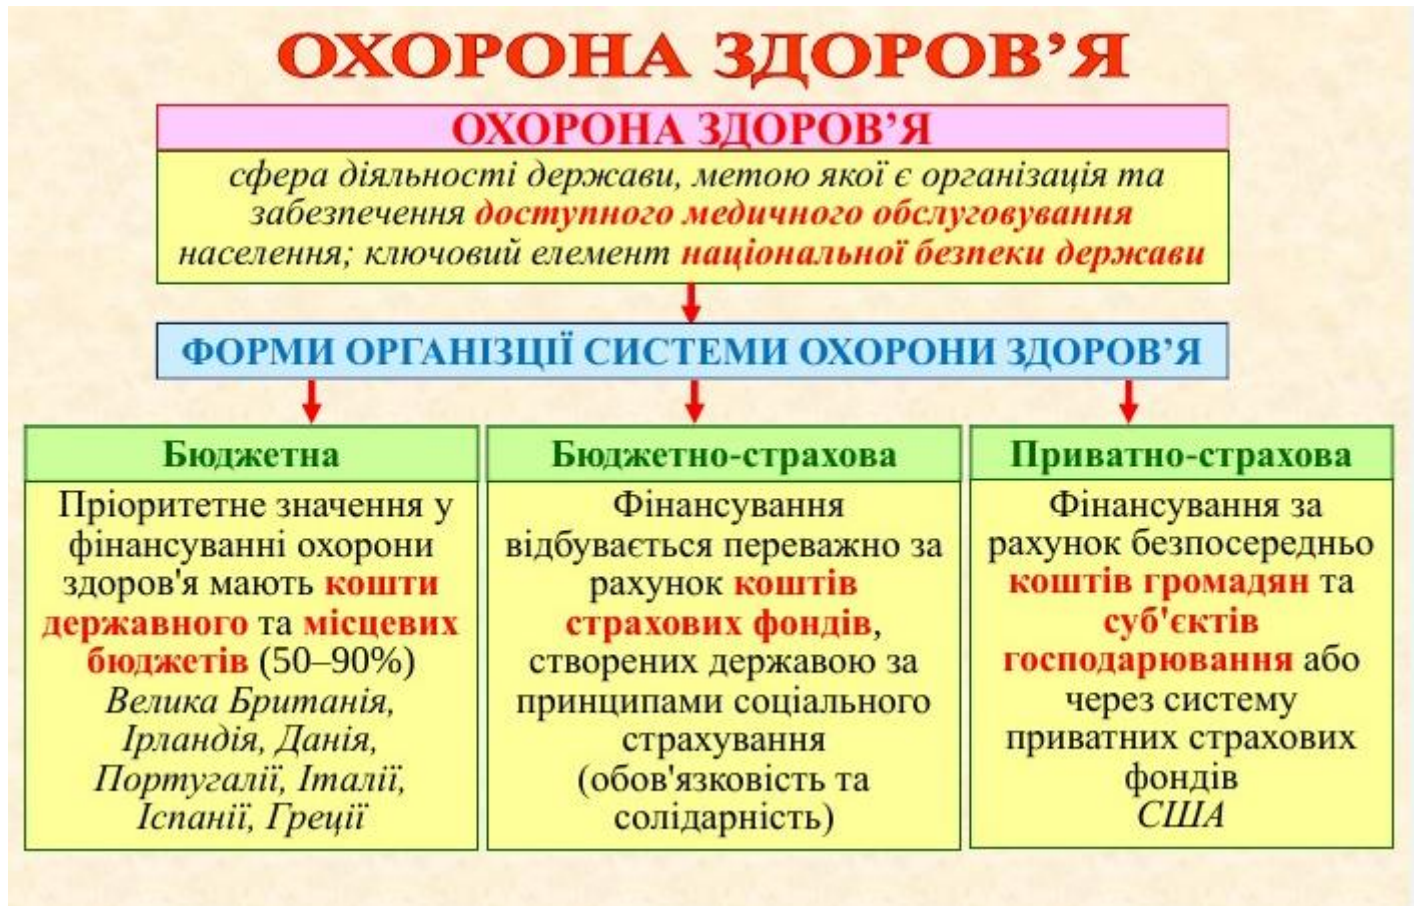 ОХОРОНА ЗДОРОВ’Я
ОХОРОНА ЗДОРОВ’Я
сфера діяльності держави, метою якої є організація та
забезпечення доступного медичного обслуговування
населення; ключовий елемент національної безпеки держави
ФОРМИ ОРГАНІЗЦІЇ СИСТЕМИ ОХОРОНИ ЗДОРОВ’Я
Бюджетна
Пріоритетне значення у
фінансуванні охорони
здоров'я мають кошти
державного та місцевих
бюджетів (50–90%)
Велика Британія,
Ірландія, Данія,
Португалії, Італії,
Іспанії, Греції
Бюджетно-страхова
Фінансування
відбувається переважно за
рахунок коштів
страхових фондів,
створених державою за
принципами соціального
страхування
(обов'язковість та
солідарність)
Приватно-страхова
Фінансування за
рахунок безпосередньо
коштів громадян та
суб'єктів
господарювання або
через систему
приватних страхових
фондів
США